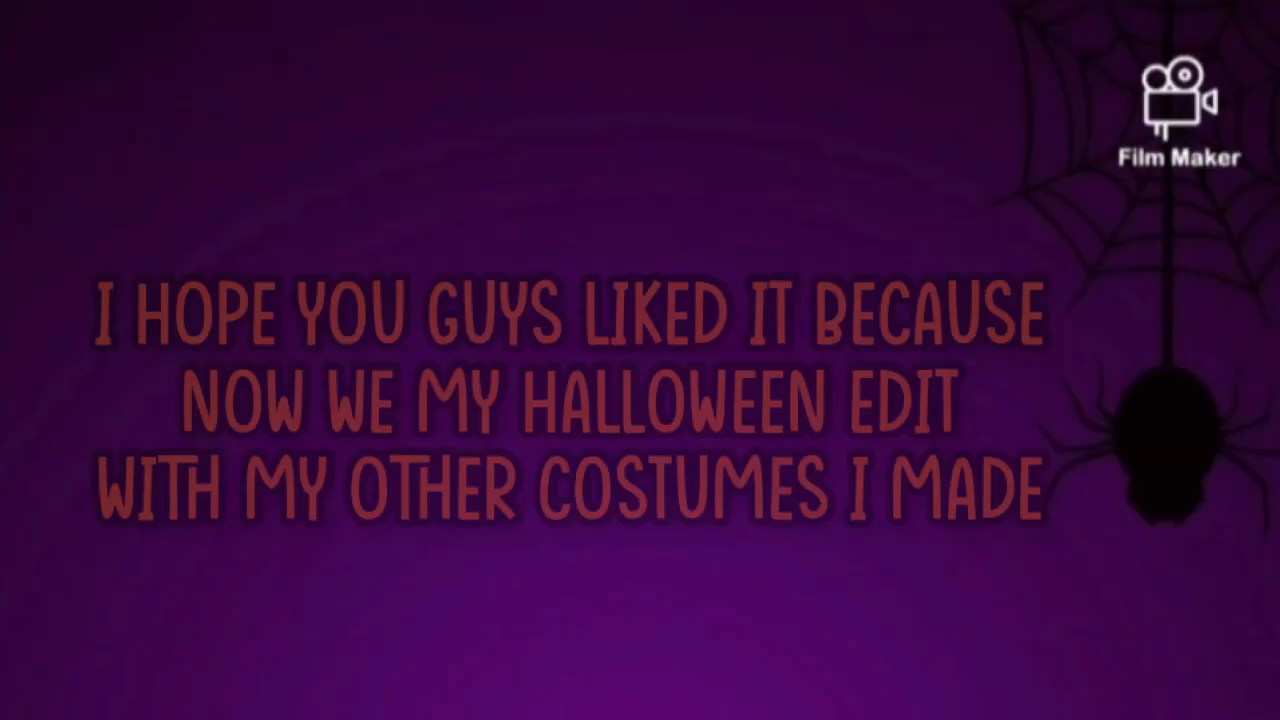 Film Maker
I HOPE YOU GUYS LIKED IT BECAUSE
NOW WE MY HALLOWEEN EDIT
WITH MY OTHER COSTUMES I MADE